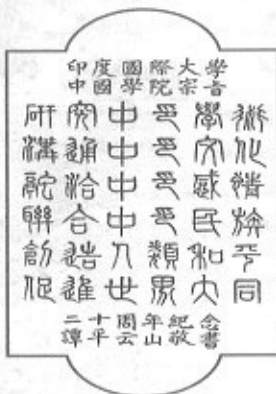 印度國際大學
中國學院宗旨
研究中印學術
溝通中印文化
融洽中印感情
聯合中印民族
創造人類和平
促進世界大同
二十周年紀念
譚平云山敬書